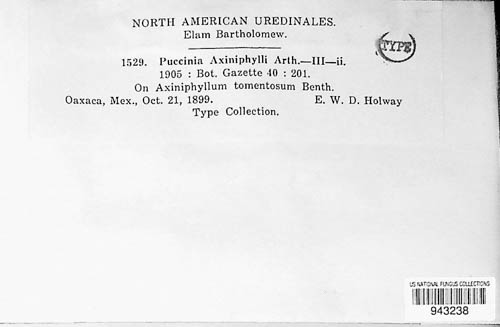 NORTH AMERICAN UREDINALES.
Elam Bartholomew.
TYPE
1529. Puccinia Axiniphylli Arth.—III—ii.
1905 : Bot. Gazette 40 : 201.
On Axiniphyllum tomentosum Benth.
Oaxaca, Mex., Oct. 21, 1899. E. W. D. Holway
Type Collection.
US NATIONAL FUNGUS COLLECTIONS
943238